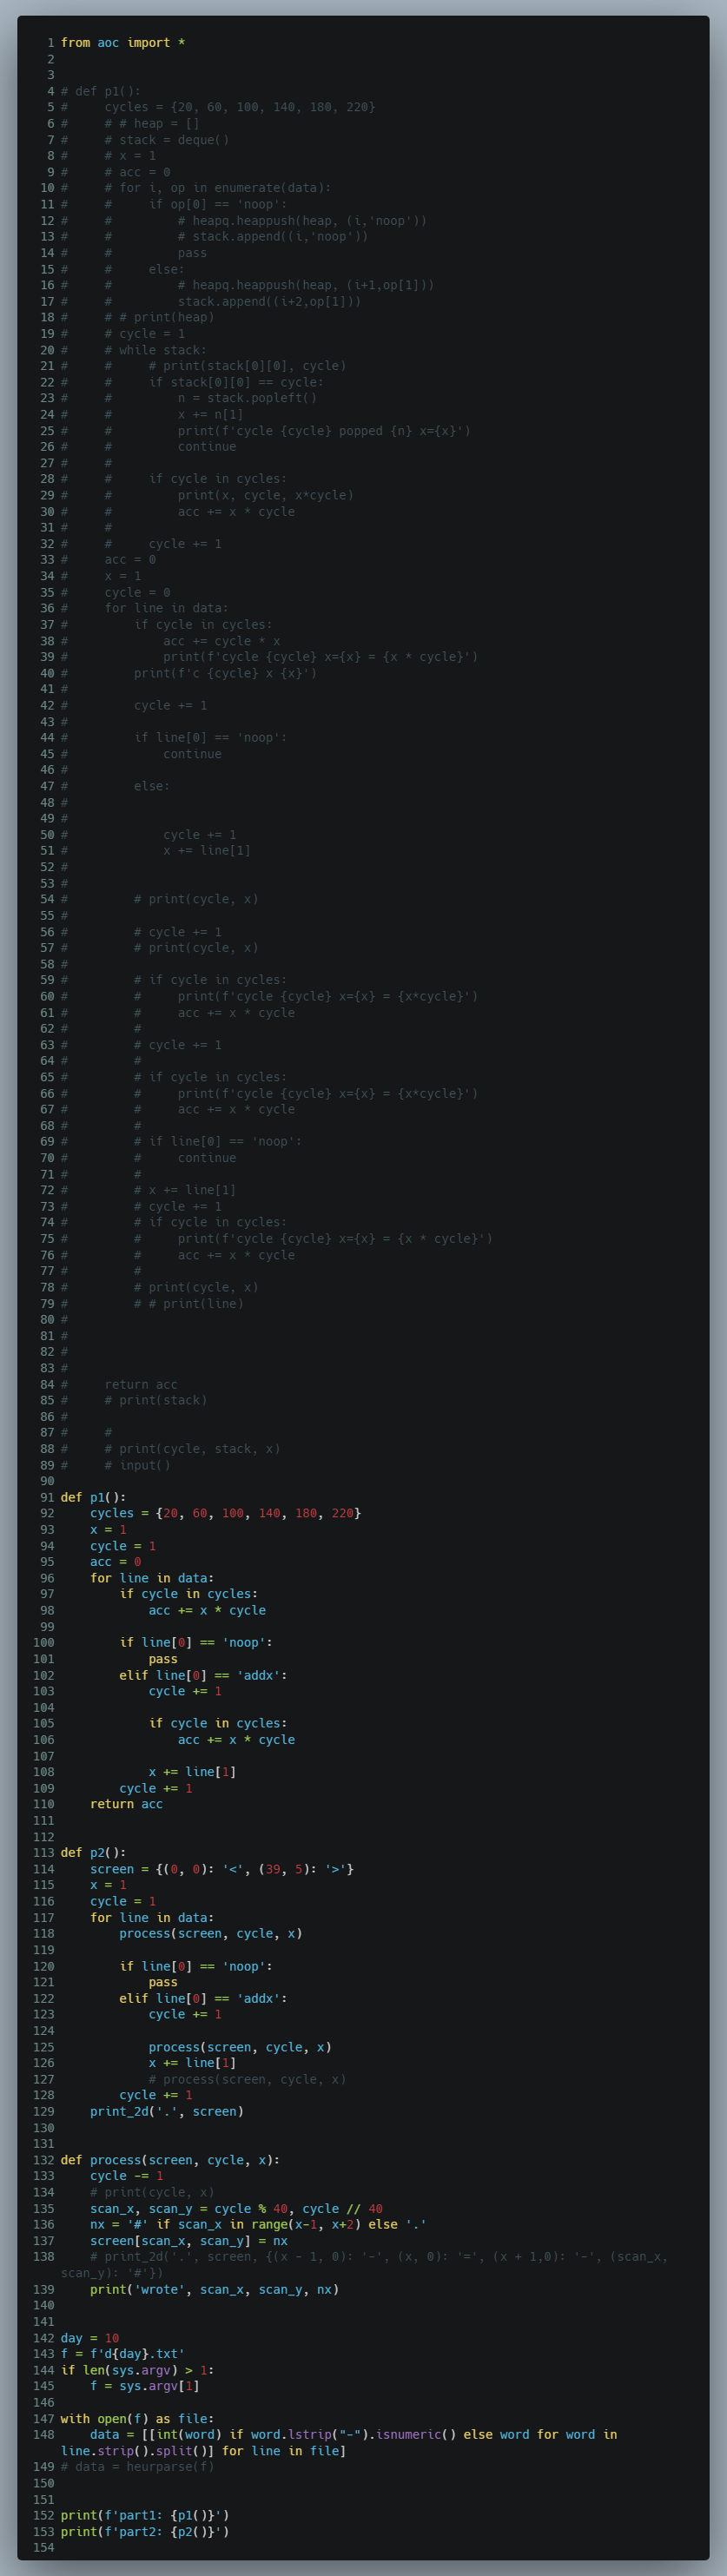 1 from aoc import *
2
3
4 # def p1():
5 #     cycles = {20, 60, 100, 140, 180, 220}
6 #     # # heap = []
7 #     # stack = deque()
8 #     # x = 1
9 #     # acc = 0
10 #     # for i, op in enumerate(data):
11 #     #     if op[0] == 'noop':
12 #     #         # heapq.heappush(heap, (i,'noop'))
13 #     #         # stack.append((i,'noop'))
14 #     #         pass
15 #     #     else:
16 #     #         # heapq.heappush(heap, (i+1,op[1]))
17 #     #         stack.append((i+2,op[1]))
18 #     # # print(heap)
19 #     # cycle = 1
20 #     # while stack:
21 #     #     # print(stack[0][0], cycle)
22 #     #     if stack[0][0] == cycle:
23 #     #         n = stack.popleft()
24 #     #         x += n[1]
25 #     #         print(f'cycle {cycle} popped {n} x={x}')
26 #     #         continue
27 #     #
28 #     #     if cycle in cycles:
29 #     #         print(x, cycle, x*cycle)
30 #     #         acc += x * cycle
31 #     #
32 #     #     cycle += 1
33 #     acc = 0
34 #     x = 1
35 #     cycle = 0
36 #     for line in data:
37 #         if cycle in cycles:
38 #             acc += cycle * x
39 #             print(f'cycle {cycle} x={x} = {x * cycle}')
40 #         print(f'c {cycle} x {x}')
41 #
42 #         cycle += 1
43 #
44 #         if line[0] == 'noop':
45 #             continue
46 #
47 #         else:
48 #
49 #
50 #             cycle += 1
51 #             x += line[1]
52 #
53 #
54 #         # print(cycle, x)
55 #
56 #         # cycle += 1
57 #         # print(cycle, x)
58 #
59 #         # if cycle in cycles:
60 #         #     print(f'cycle {cycle} x={x} = {x*cycle}')
61 #         #     acc += x * cycle
62 #         #
63 #         # cycle += 1
64 #         #
65 #         # if cycle in cycles:
66 #         #     print(f'cycle {cycle} x={x} = {x*cycle}')
67 #         #     acc += x * cycle
68 #         #
69 #         # if line[0] == 'noop':
70 #         #     continue
71 #         #
72 #         # x += line[1]
73 #         # cycle += 1
74 #         # if cycle in cycles:
75 #         #     print(f'cycle {cycle} x={x} = {x * cycle}')
76 #         #     acc += x * cycle
77 #         #
78 #         # print(cycle, x)
79 #         # # print(line)
80 #
81 #
82 #
83 #
84 #     return acc
85 #     # print(stack)
86 #
87 #     #
88 #     # print(cycle, stack, x)
89 #     # input()
90
91 def p1():
92     cycles = {20, 60, 100, 140, 180, 220}
93     x = 1
94     cycle = 1
95     acc = 0
96     for line in data:
97         if cycle in cycles:
98             acc += x * cycle
99
100         if line[0] == 'noop':
101             pass
102         elif line[0] == 'addx':
103             cycle += 1
104
105             if cycle in cycles:
106                 acc += x * cycle
107
108             x += line[1]
109         cycle += 1
110     return acc
111
112
113 def p2():
114     screen = {(0, 0): '<', (39, 5): '>'}
115     x = 1
116     cycle = 1
117     for line in data:
118         process(screen, cycle, x)
119
120         if line[0] == 'noop':
121             pass
122         elif line[0] == 'addx':
123             cycle += 1
124
125             process(screen, cycle, x)
126             x += line[1]
127             # process(screen, cycle, x)
128         cycle += 1
129     print_2d('.', screen)
130
131
132 def process(screen, cycle, x):
133     cycle -= 1
134     # print(cycle, x)
135     scan_x, scan_y = cycle % 40, cycle // 40
136     nx = '#' if scan_x in range(x-1, x+2) else '.'
137     screen[scan_x, scan_y] = nx
138     # print_2d('.', screen, {(x - 1, 0): '-', (x, 0): '=', (x + 1,0): '-', (scan_x,
scan_y): '#'})
139     print('wrote', scan_x, scan_y, nx)
140
141
142 day = 10
143 f = f'd{day}.txt'
144 if len(sys.argv) > 1:
145     f = sys.argv[1]
146
147 with open(f) as file:
148     data = [[int(word) if word.lstrip("-").isnumeric() else word for word in
line.strip().split()] for line in file]
149 # data = heurparse(f)
150
151
152 print(f'part1: {p1()}')
153 print(f'part2: {p2()}')
154